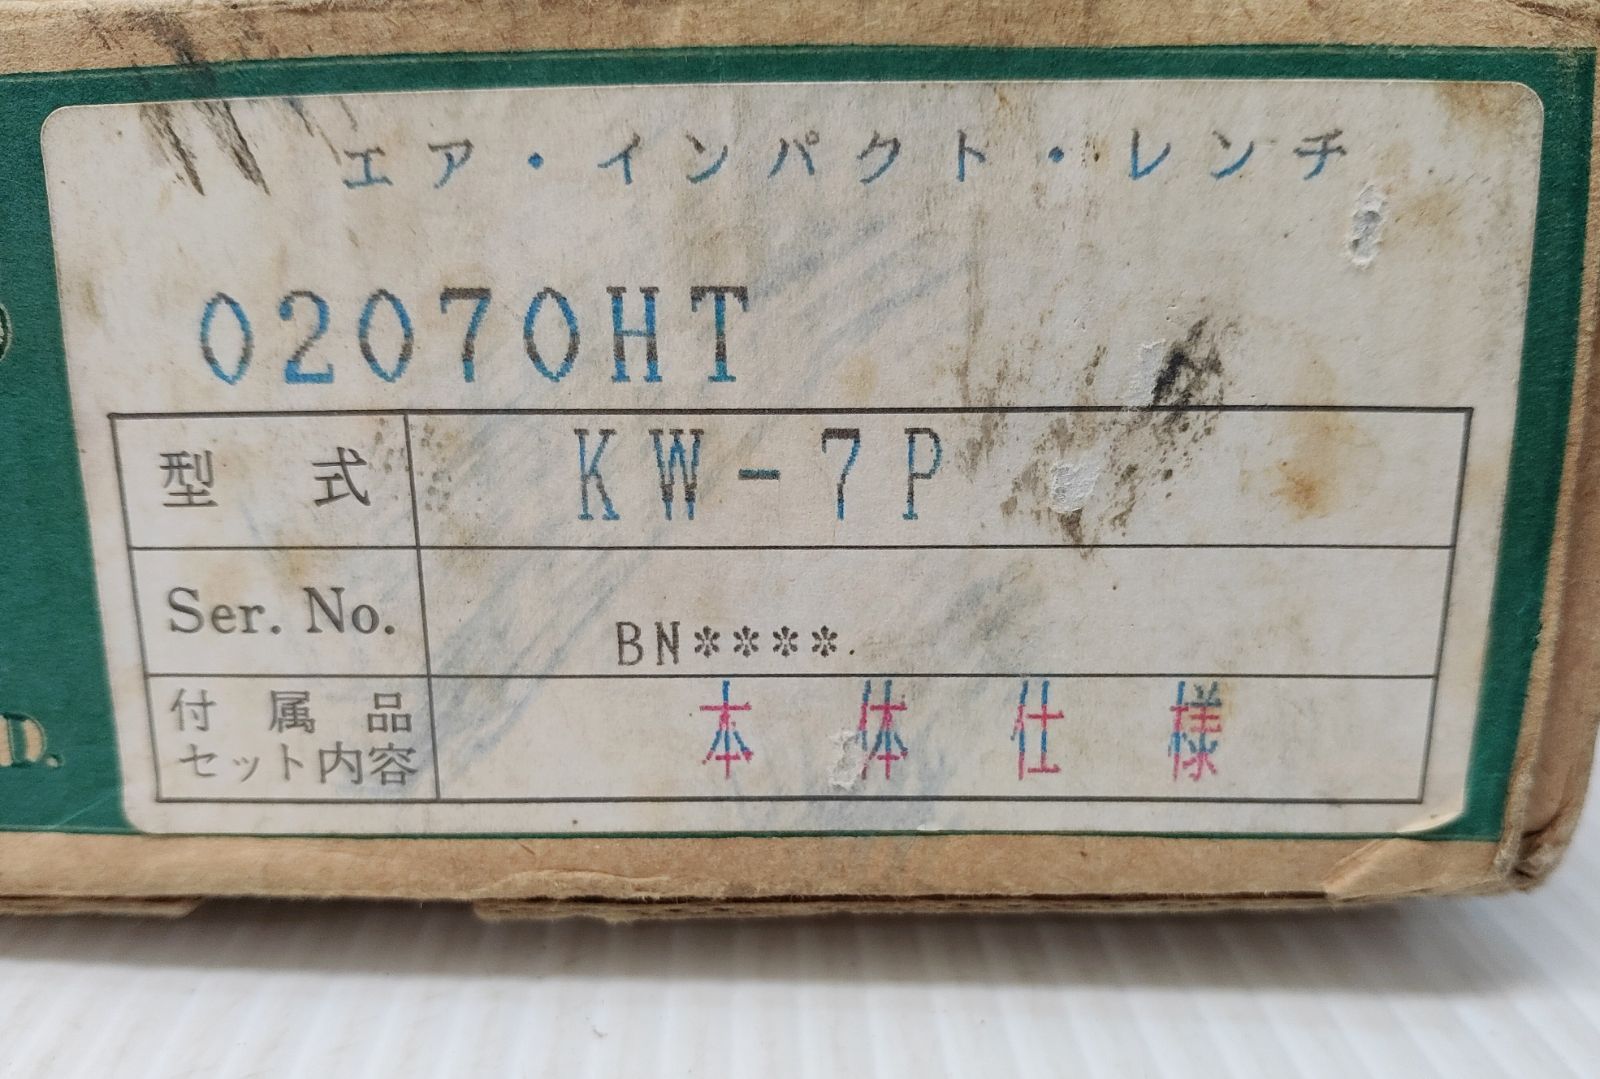 エア・インパクト・レンチ
02070HT
型式 KW-7P
Ser. No. BN****.
付属品
セット内容 本体仕様
D.